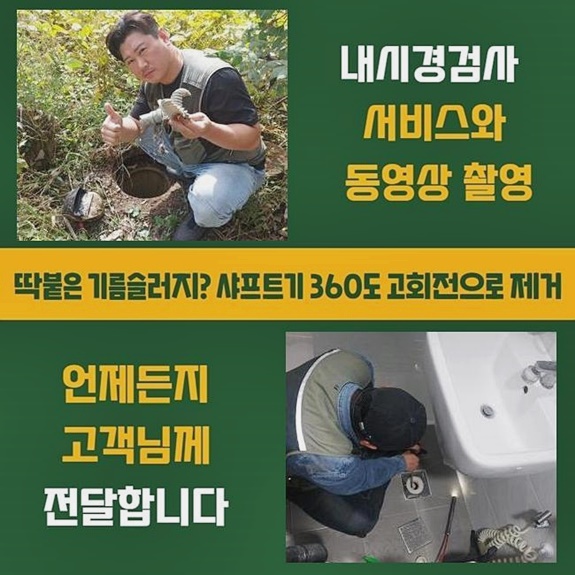 내시경검사
서비스와
동영상 촬영
딱붙은 기름슬러지? 샤프트기 360도 고회전으로 제거
언제든지
고객님께
전달합니다